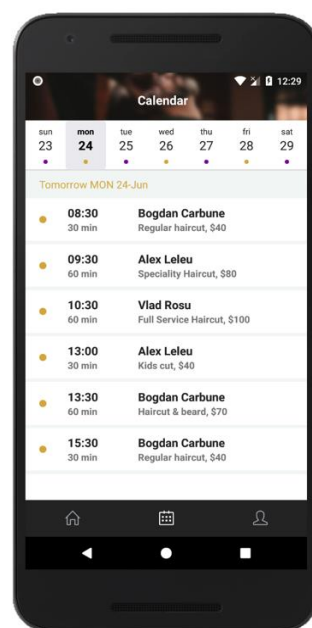 12:29
Calendar
sun mon tue wed thu fri sat
23 24 25 26 27 28 29
Tomorrow MON 24-Jun
08:30 Bogdan Carbune
30 min Regular haircut, $40
09:30 Alex Leleu
60 min Speciality Haircut, $80
10:30 Vlad Rosu
60 min Full Service Haircut, $100
13:00 Alex Leleu
30 min Kids cut, $40
13:30 Bogdan Carbune
60 min Haircut & beard, $70
15:30 Bogdan Carbune
30 min Regular haircut, $40